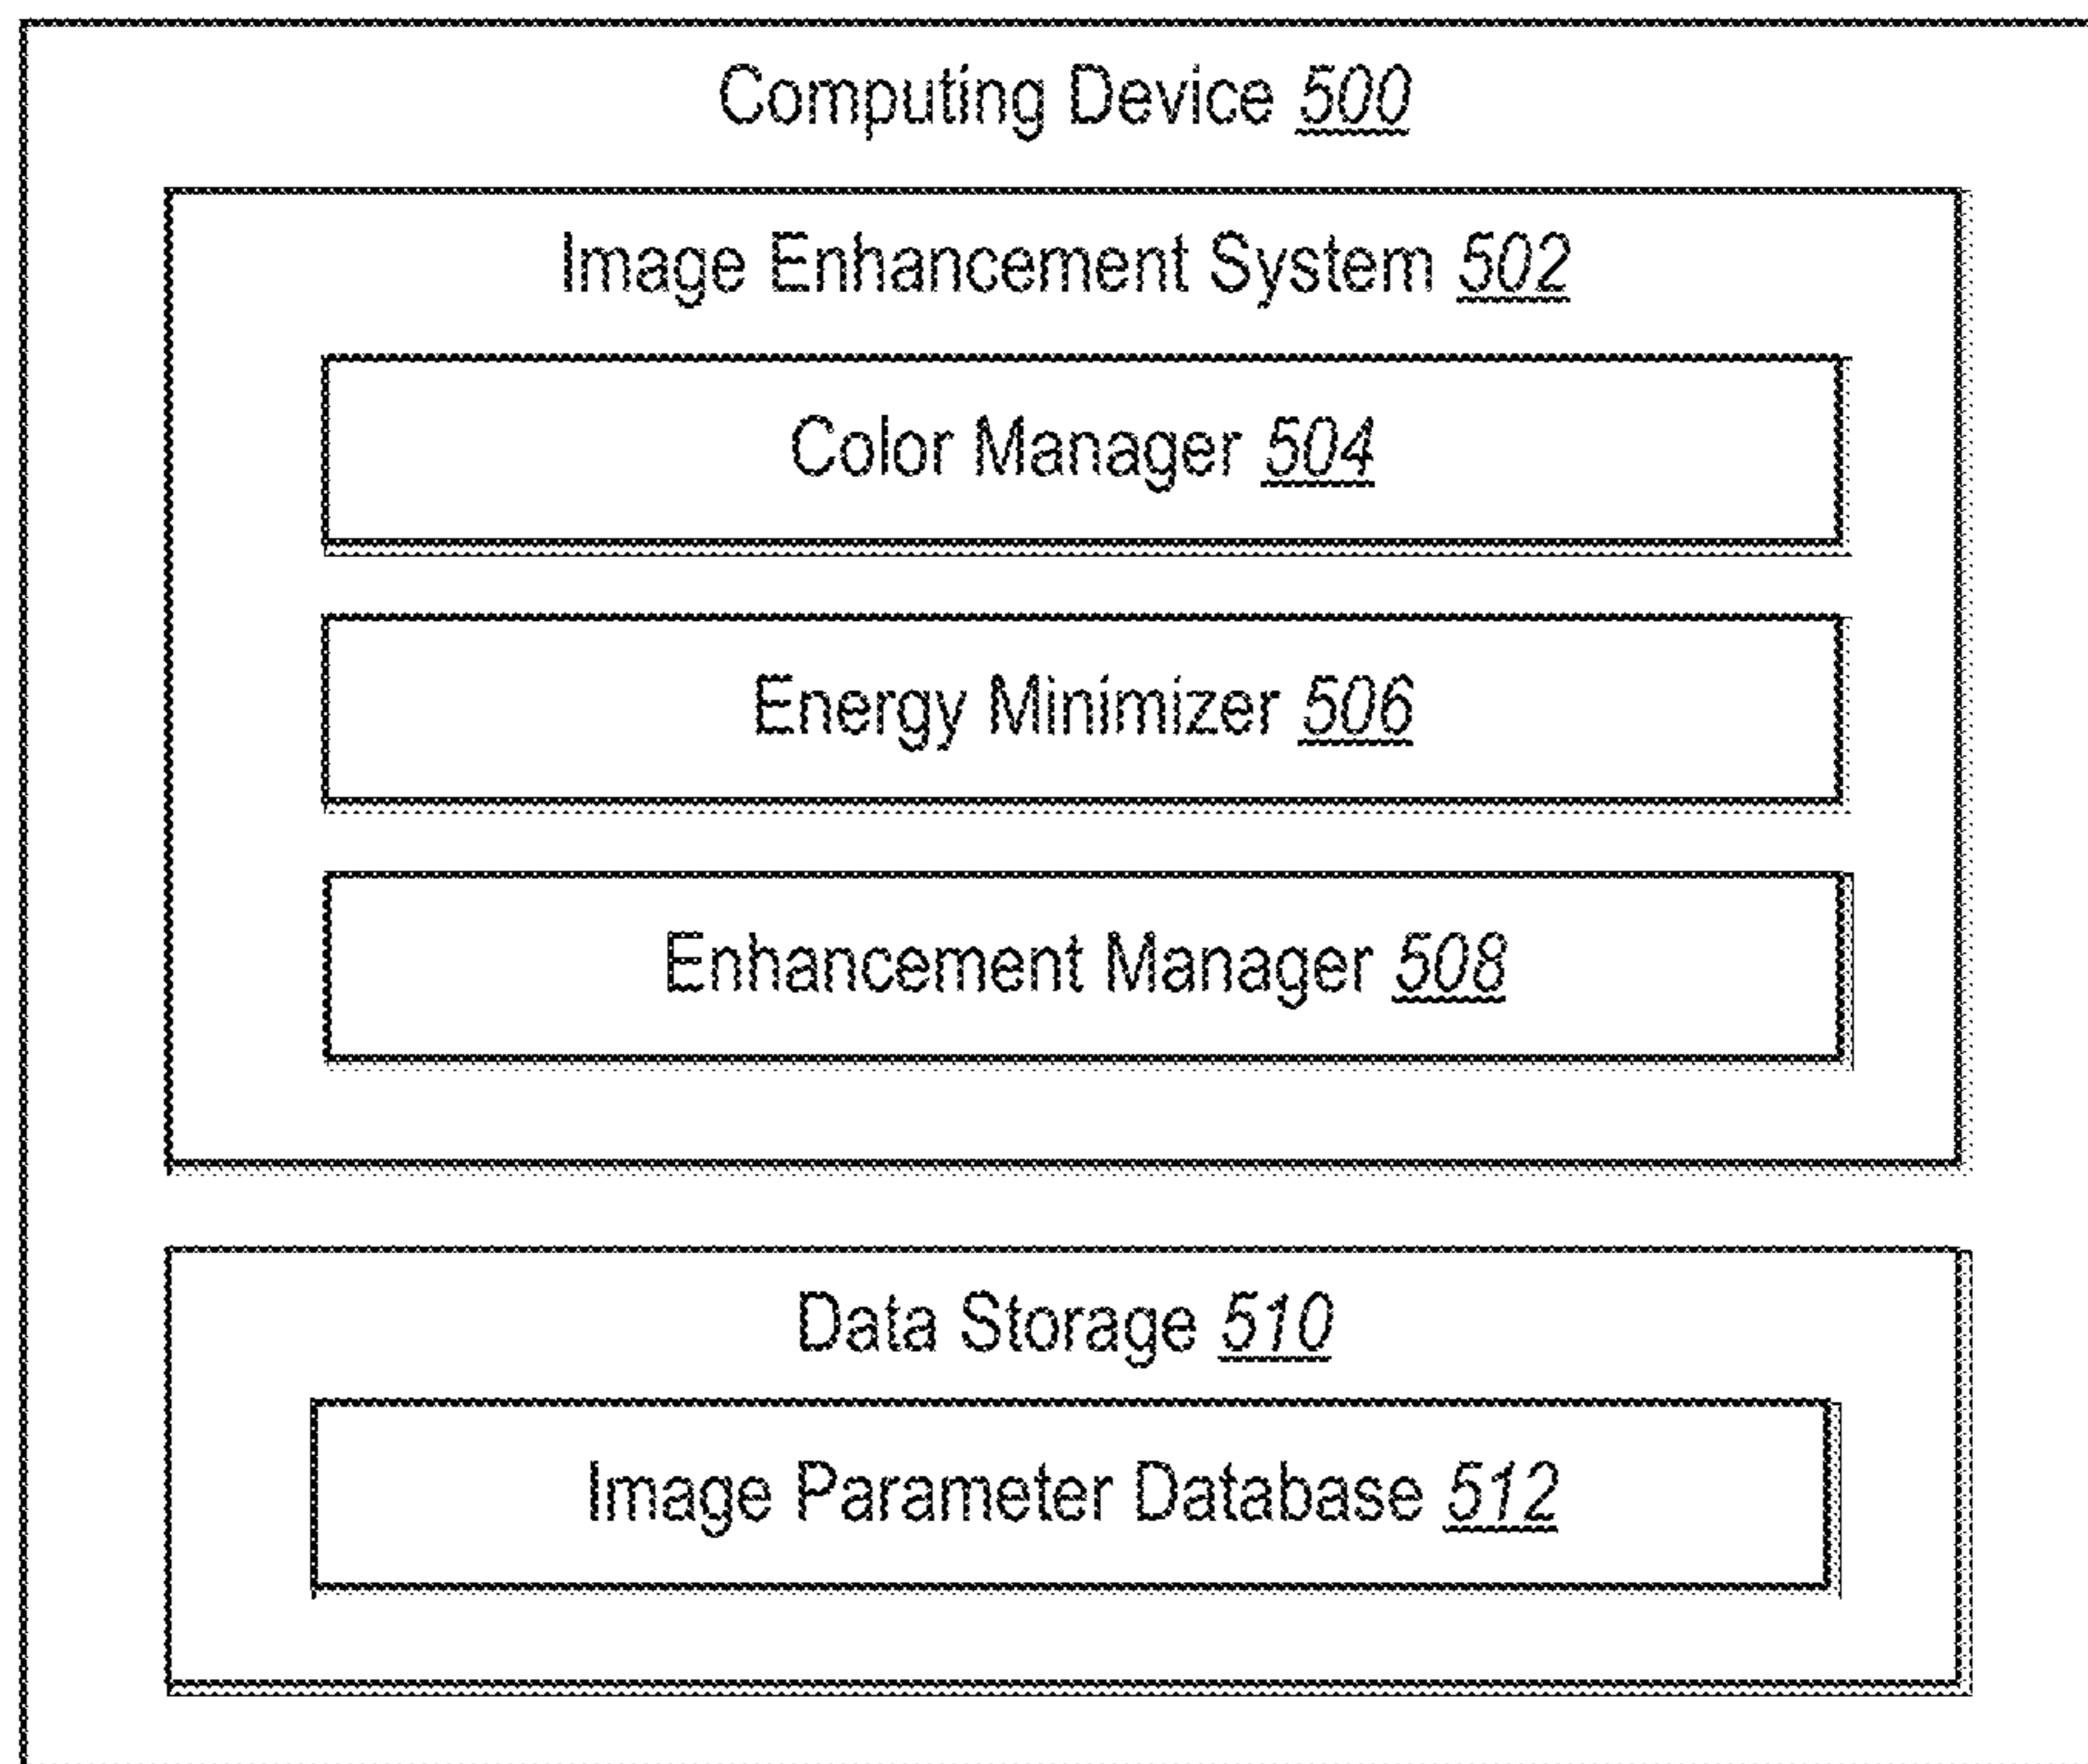 Computing Device 500
Image Enhancement System 502
Color Manager 504
Energy Minimizer 506
Enhancement Manager 508
Data Storage 510
Image Parameter Database 512